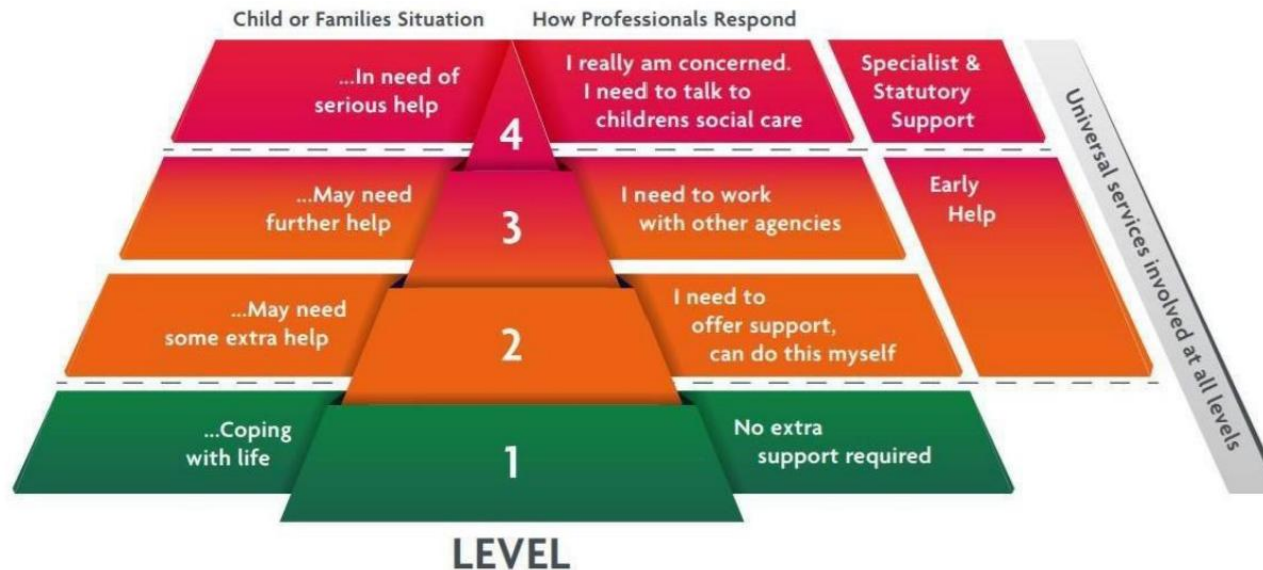 Child or Families Situation
How Professionals Respond
...In need of
serious help
4
I really am concerned.
I need to talk to
childrens social care
Specialist &
Statutory
Support
...May need
further help
3
I need to work
with other agencies
Early
Help
...May need
some extra help
2
I need to
offer support,
can do this myself
...Coping
with life
1
No extra
support required
Universal services involved at all levels
LEVEL